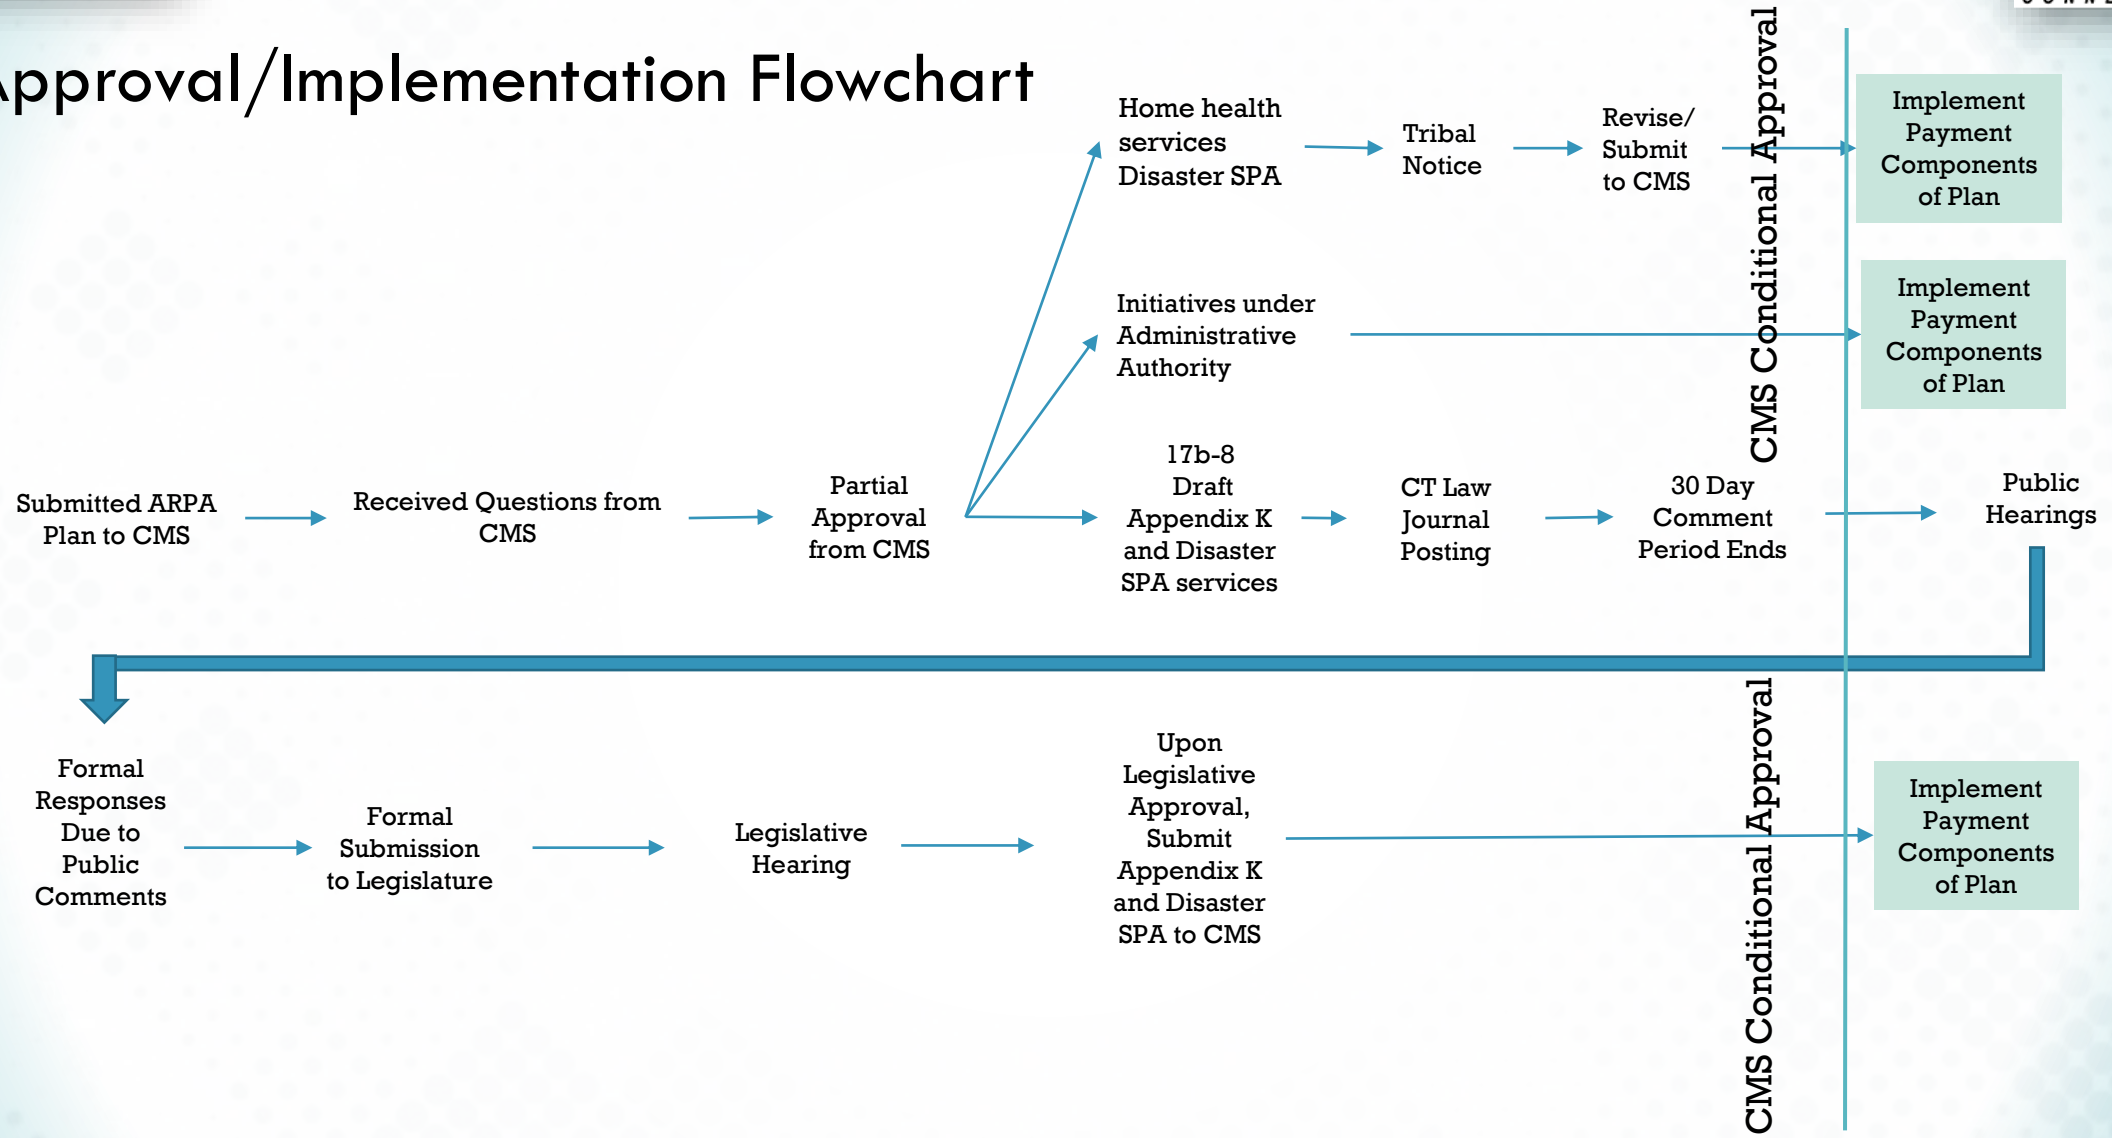 Approval/Implementation Flowchart
Home health
services
Disaster SPA
Tribal
Notice
Revise/
Submit
to CMS
CMS Conditional Approval
Implement
Payment
Components
of Plan
Initiatives under
Administrative
Authority
Implement
Payment
Components
of Plan
Submitted ARPA
Plan to CMS
Received Questions from
CMS
Partial
Approval
from CMS
17b-8
Draft
Appendix K
and Disaster
SPA services
CT Law
Journal
Posting
30 Day
Comment
Period Ends
Public
Hearings
Formal
Responses
Due to
Public
Comments
Formal
Submission
to Legislature
Legislative
Hearing
Upon
Legislative
Approval,
Submit
Appendix K
and Disaster
SPA to CMS
CMS Conditional Approval
Implement
Payment
Components
of Plan